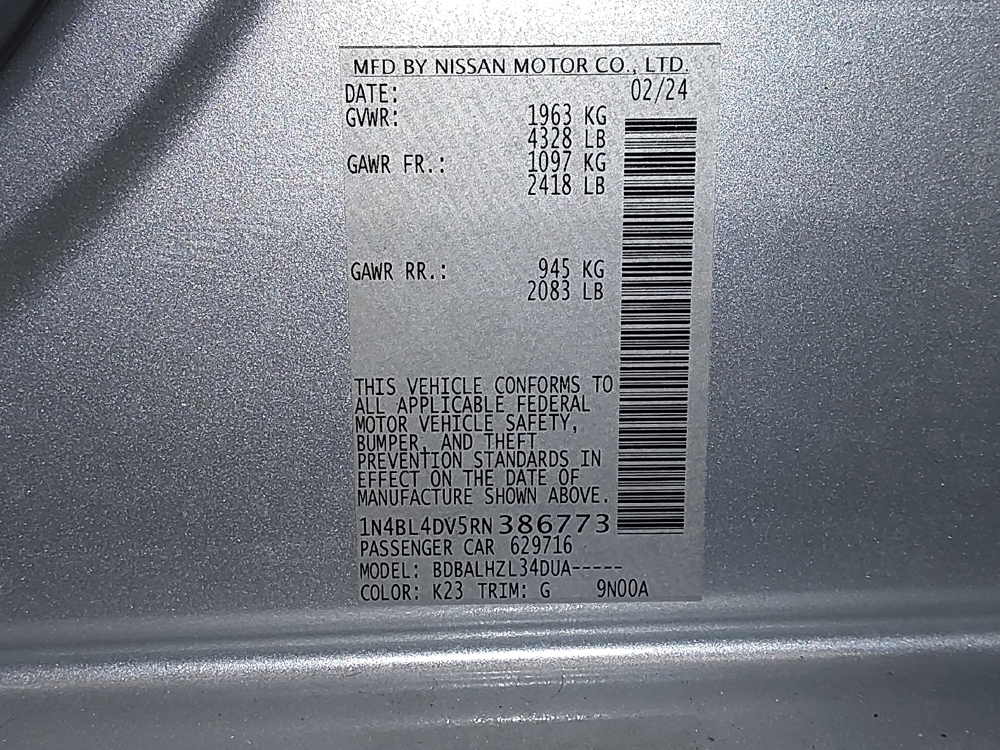 MFD BY NISSAN MOTOR CO., LTD.
DATE: 02/24
GVWR: 1963 KG
4328 LB
GAWR FR.: 1097 KG
2418 LB
GAWR RR.: 945 KG
2083 LB
THIS VEHICLE CONFORMS TO
ALL APPLICABLE FEDERAL
MOTOR VEHICLE SAFETY,
BUMPER, AND THEFT
PREVENTION STANDARDS IN
EFFECT ON THE DATE OF
MANUFACTURE SHOWN ABOVE.
1N4BL4DV5RN386773
PASSENGER CAR 629716
MODEL: BDBALHZL34DUA-----
COLOR: K23 TRIM: G 9N00A